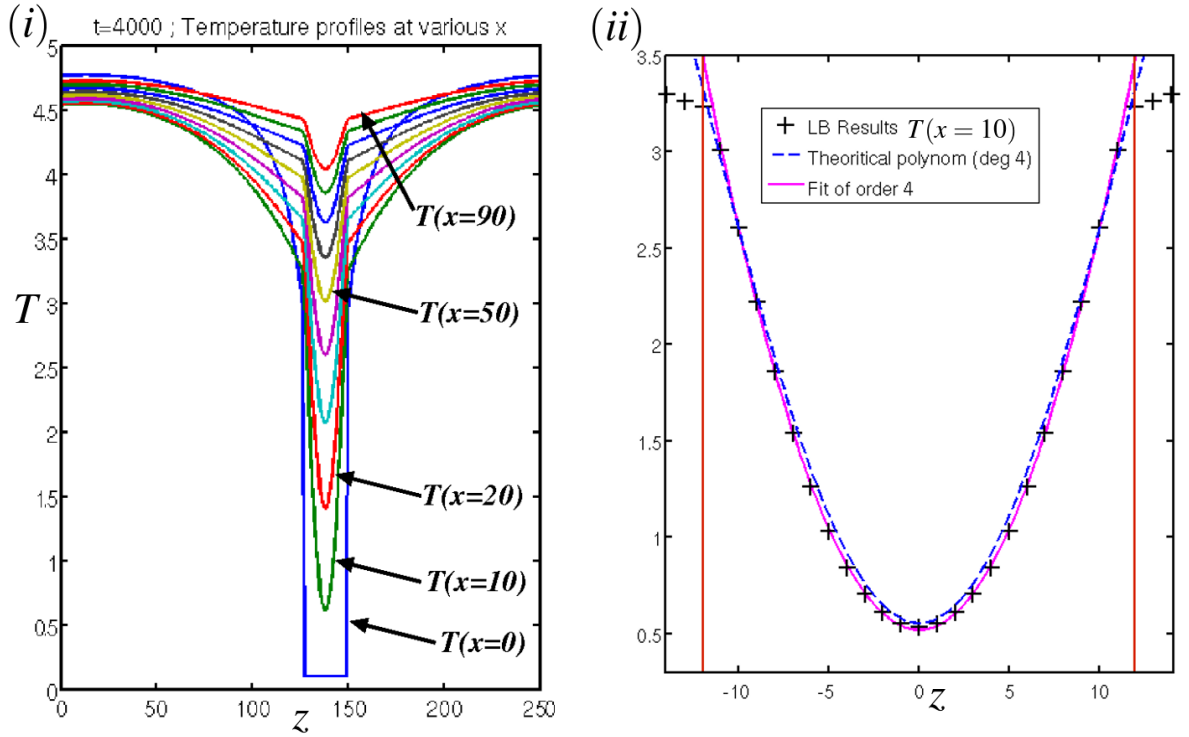 (i)
t=4000 ; Temperature profiles at various x
5
4.5
4
3.5
3
2.5
2
1.5
1
0.5
0
T
T(x=90)
T(x=50)
T(x=20)
T(x=10)
T(x=0)
0 50 100 150 200 250
z
(ii)
3.5
3
2.5
2
1.5
1
0.5
LB Results T(x = 10)
Theoritical polynom (deg 4)
Fit of order 4
-10 -5 0 5 10
z